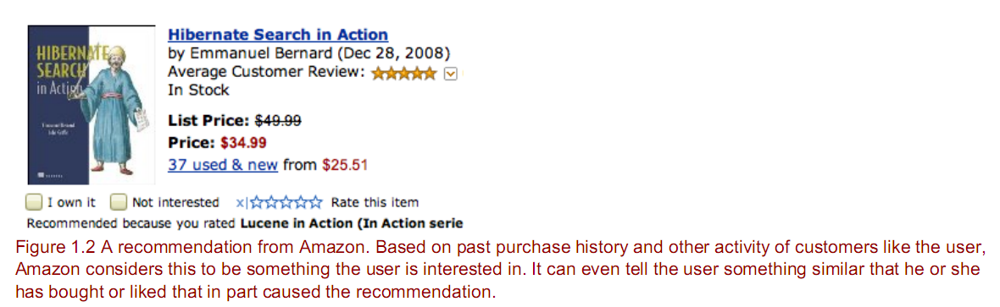 HIBERNATE
SEARCH
in Action
Hibernate Search in Action
by Emmanuel Bernard (Dec 28, 2008)
Average Customer Review:
In Stock
List Price: $49.99
Price: $34.99
37 used & new from $25.51
I own it Not interested x| Rate this item
Recommended because you rated Lucene in Action (In Action serie
Figure 1.2 A recommendation from Amazon. Based on past purchase history and other activity of customers like the user,
Amazon considers this to be something the user is interested in. It can even tell the user something similar that he or she
has bought or liked that in part caused the recommendation.